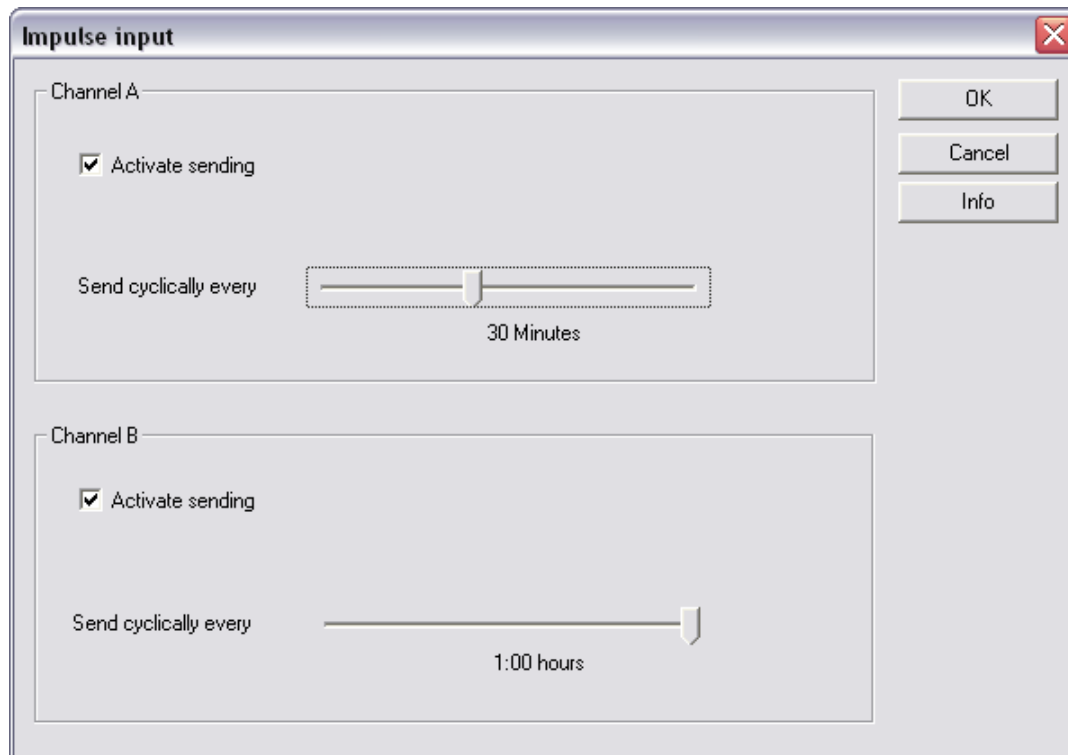 Impulse input
Channel A
OK
Activate sending
Cancel
Info
Send cyclically every
30 Minutes
Channel B
Activate sending
Send cyclically every
1:00 hours